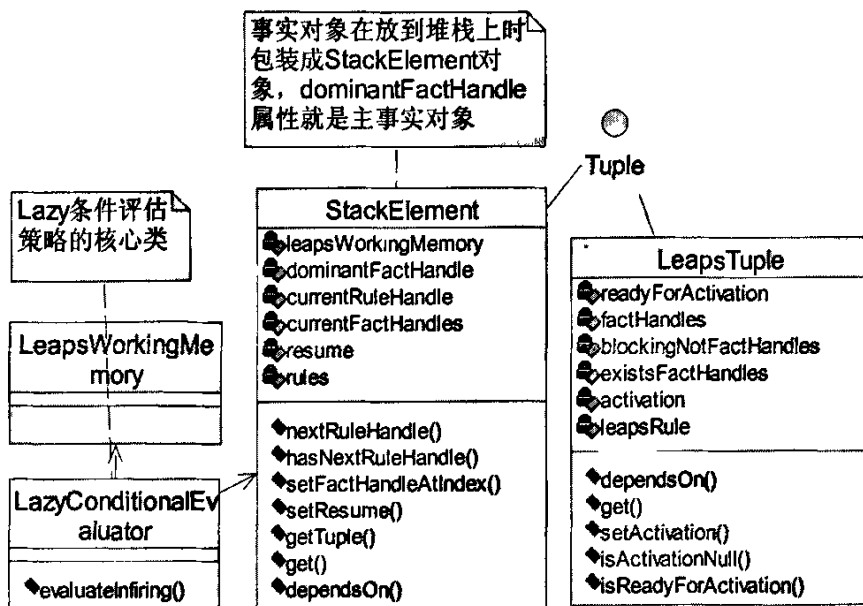 事实对象在放到堆栈上时
包装成StackElement对
象，dominantFactHandle
属性就是主事实对象
Tuple
Lazy条件评估
策略的核心类
LeapsWorkingMe
mory
LazyConditionalEv
aluator
evaluateInfiring()
StackElement
leapsWorkingMemory
dominantFactHandle
currentRuleHandle
currentFactHandles
resume
rules
nextRuleHandle()
hasNextRuleHandle()
setFactHandleAtIndex()
setResume()
getTuple()
get()
dependsOn()
LeapsTuple
readyForActivation
factHandles
blockingNotFactHandles
existsFactHandles
activation
leapsRule
dependsOn()
get()
setActivation()
isActivationNull()
isReadyForActivation()